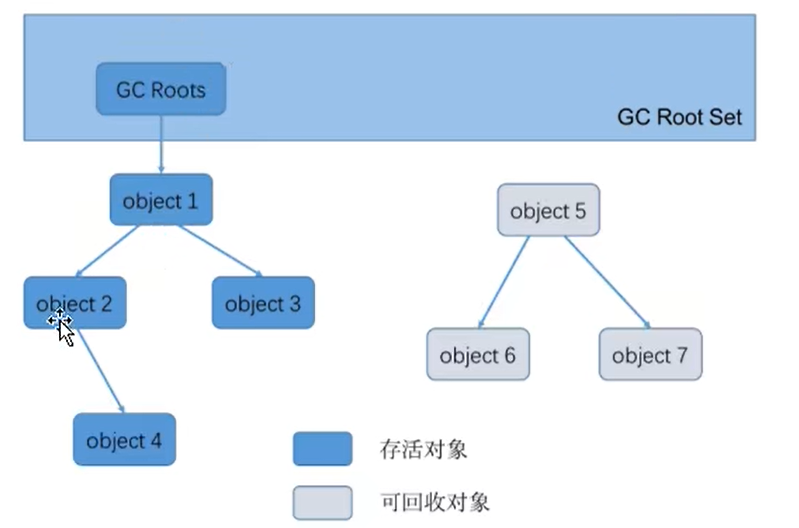 GC Roots
GC Root Set
object 1
object 5
object 2
object 3
object 6
object 7
object 4
存活对象
可回收对象